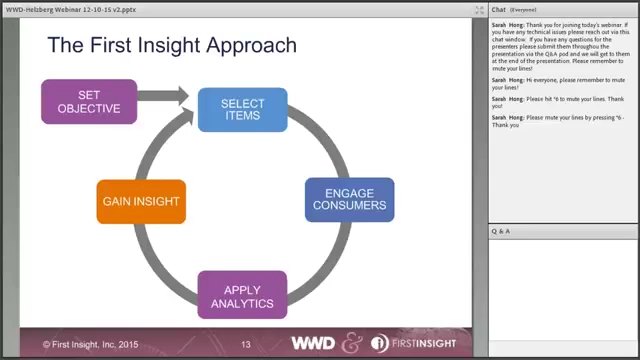 WWD-Helzberg Webinar 12-10-15 v2.pptx
The First Insight Approach
SET
OBJECTIVE
SELECT
ITEMS
GAIN INSIGHT
ENGAGE
CONSUMERS
APPLY
ANALYTICS
© First Insight, Inc, 2015
13
WWD & FIRSTINSIGHT
Chat (Everyone)
Sarah Hong: Thank you for joining today's webinar. If
you have any technical issues please reach out via this
chat window. If you have any questions for the
presenters please submit them throughout the
presentation via the Q&A pod and we will get to them
at the end of the presentation. Please remember to
mute your lines!
Sarah Hong: Hi everyone, please remember to mute
your lines!
Sarah Hong: Please hit *6 to mute your lines. Thank
you!
Sarah Hong: Please mute your lines by pressing *6 -
Thank you
Q & A